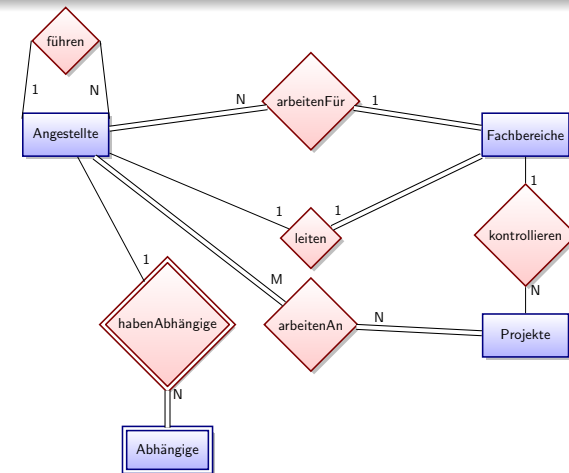 führen
1
N
Angestellte
N
arbeitenFür
1
Fachbereiche
1
leiten
1
1
kontrollieren
N
1
habenAbhängige
N
M
arbeitenAn
N
Projekte
Abhängige